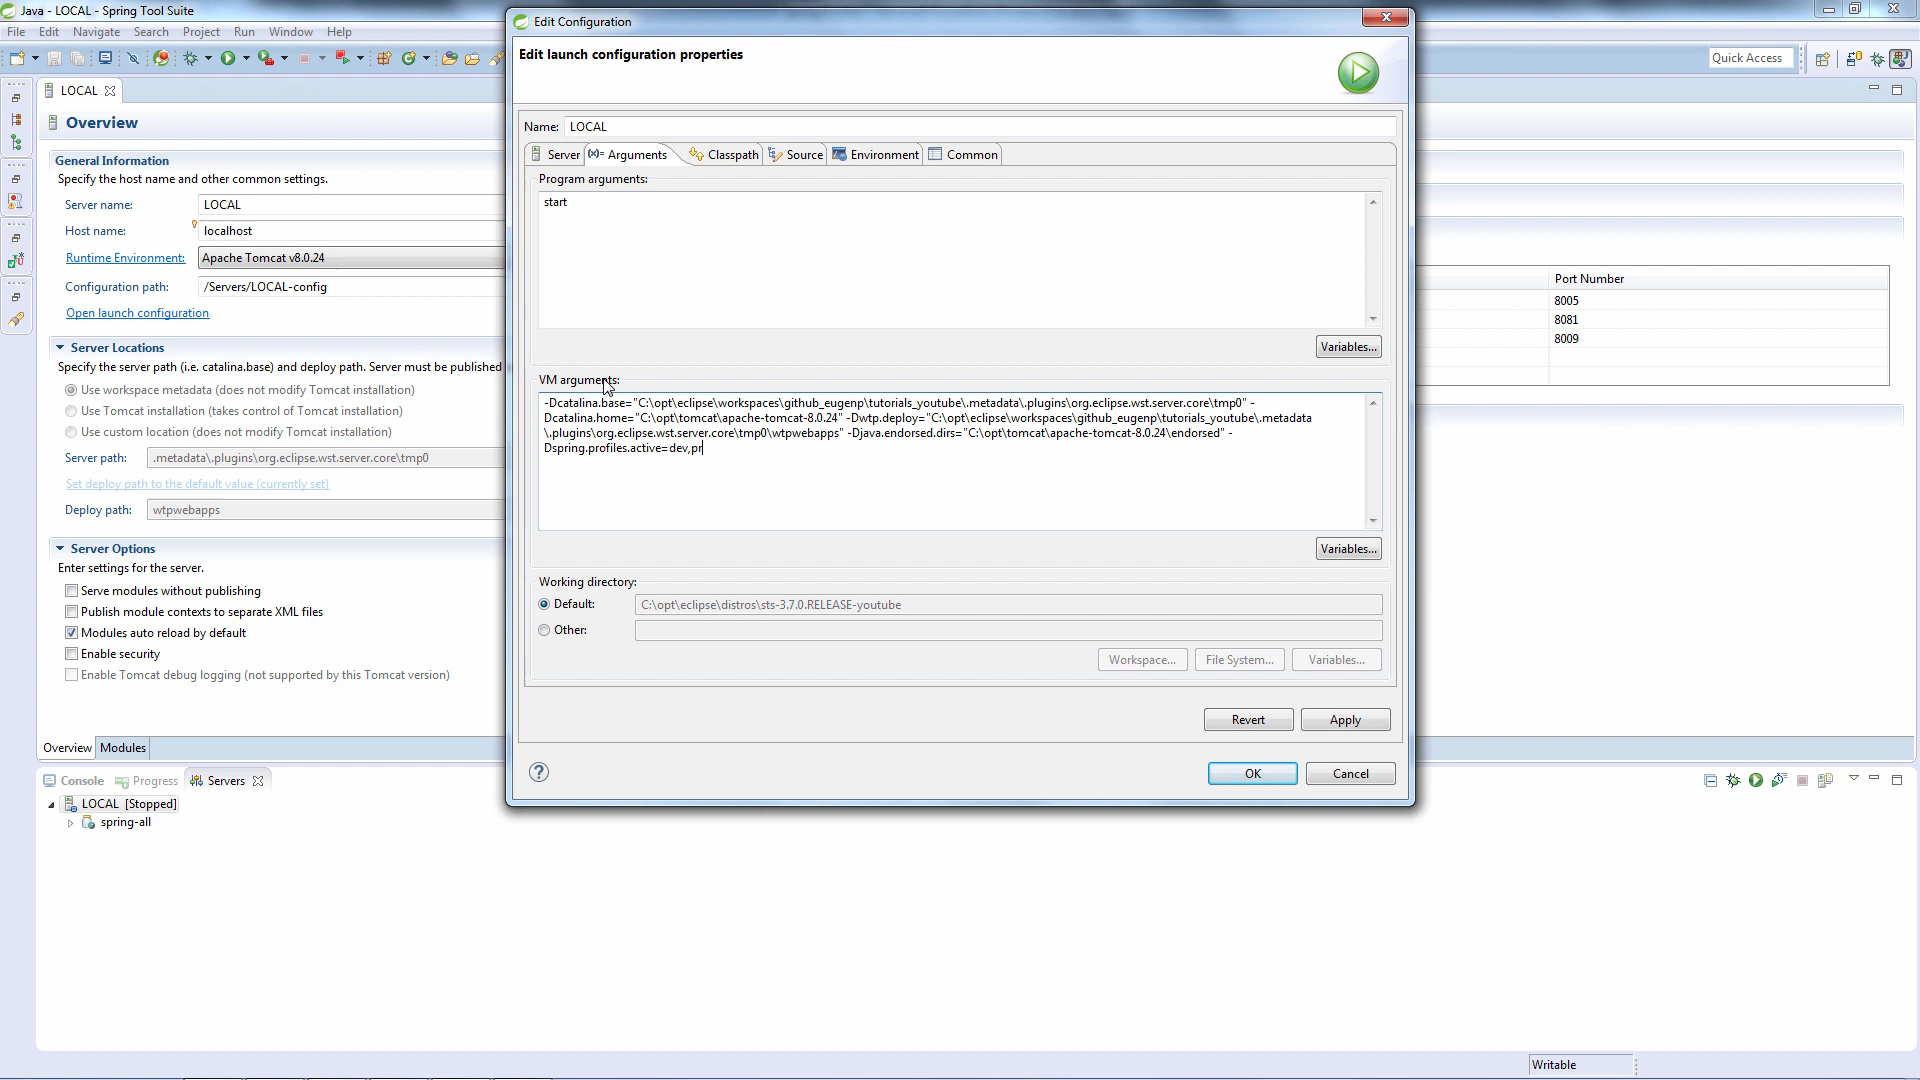 Java - LOCAL - Spring Tool Suite
File Edit Navigate Search Project Run Window Help
Quick Access
LOCAL
Overview
General Information
Specify the host name and other common settings.
Server name: LOCAL
Host name: localhost
Runtime Environment: Apache Tomcat v8.0.24
Configuration path: /Servers/LOCAL-config
Open launch configuration
Server Locations
Specify the server path (i.e. catalina.base) and deploy path. Server must be published
Use workspace metadata (does not modify Tomcat installation)
Use Tomcat installation (takes control of Tomcat installation)
Use custom location (does not modify Tomcat installation)
Server path: .metadata\.plugins\org.eclipse.wst.server.core\tmp0
Set deploy path to the default value (currently set)
Deploy path: wtpwebapps
Server Options
Enter settings for the server.
Serve modules without publishing
Publish module contexts to separate XML files
Modules auto reload by default
Enable security
Enable Tomcat debug logging (not supported by this Tomcat version)
Overview Modules
Edit Configuration
Edit launch configuration properties
Name: LOCAL
Server (x)= Arguments Classpath Source Environment Common
Program arguments:
start
Variables...
VM arguments:
-Dcatalina.base="C:\opt\eclipse\workspaces\github_eugenp\tutorials_youtube\.metadata\.plugins\org.eclipse.wst.server.core\tmp0" -
Dcatalina.home="C:\opt\tomcat\apache-tomcat-8.0.24" -Dwtp.deploy="C:\opt\eclipse\workspaces\github_eugenp\tutorials_youtube\.metadata
\.plugins\org.eclipse.wst.server.core\tmp0\wtpwebapps" -Djava.endorsed.dirs="C:\opt\tomcat\apache-tomcat-8.0.24\endorsed" -
Dspring.profiles.active=dev,pr
Variables...
Working directory:
Default: C:\opt\eclipse\distros\sts-3.7.0.RELEASE-youtube
Other:
Workspace... File System... Variables...
Revert Apply
OK Cancel
Port Number
8005
8081
8009
Console Progress Servers
LOCAL [Stopped]
spring-all
Writable